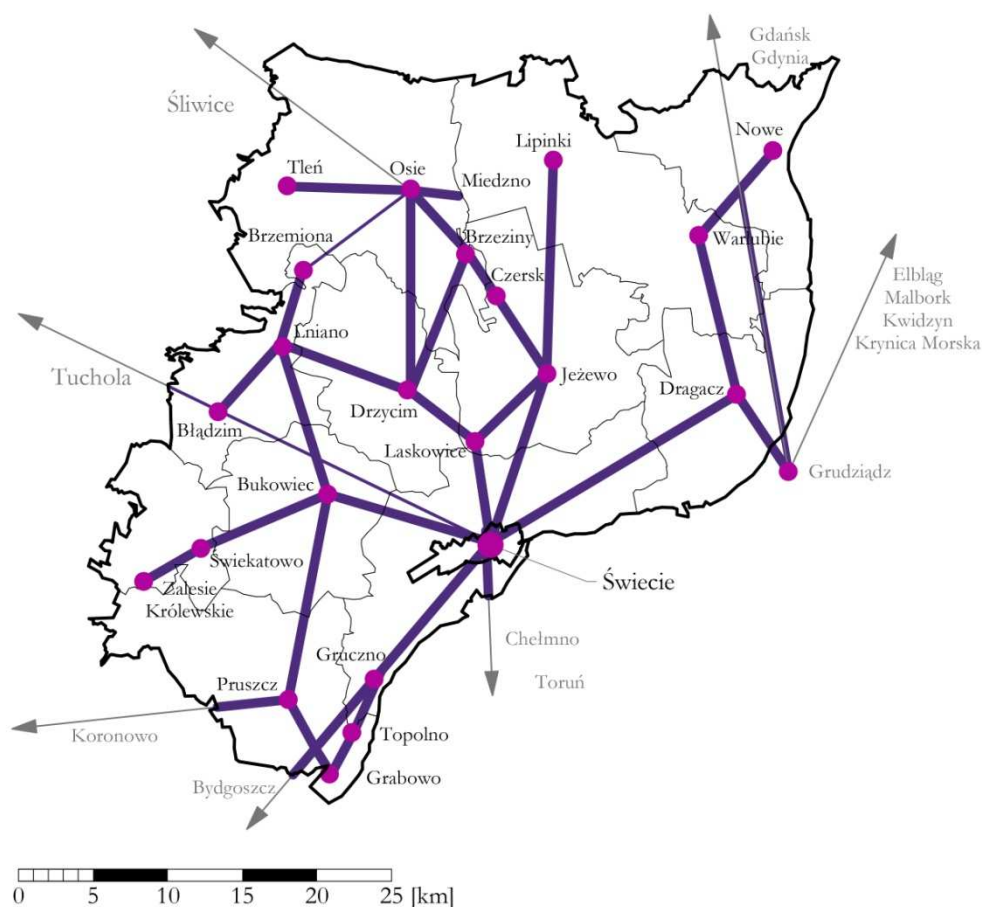 Gdańsk
Gdynia
Śliwice
Nowe
Lipinki
Tleń
Osie
Miedzno
Brzemiona
Brzeziny
Warlubie
Czersk
Elbląg
Malbork
Kwidzyn
Krynica Morska
Lniano
Tuchola
Jeżewo
Dragacz
Drzycim
Błądzim
Laskowice
Grudziądz
Bukowiec
Świekatowo
Świecie
Zalesie
Królewskie
Chełmno
Gruczno
Pruszcz
Toruń
Koronowo
Topolno
Grabowo
Bydgoszcz
0 5 10 15 20 25 [km]